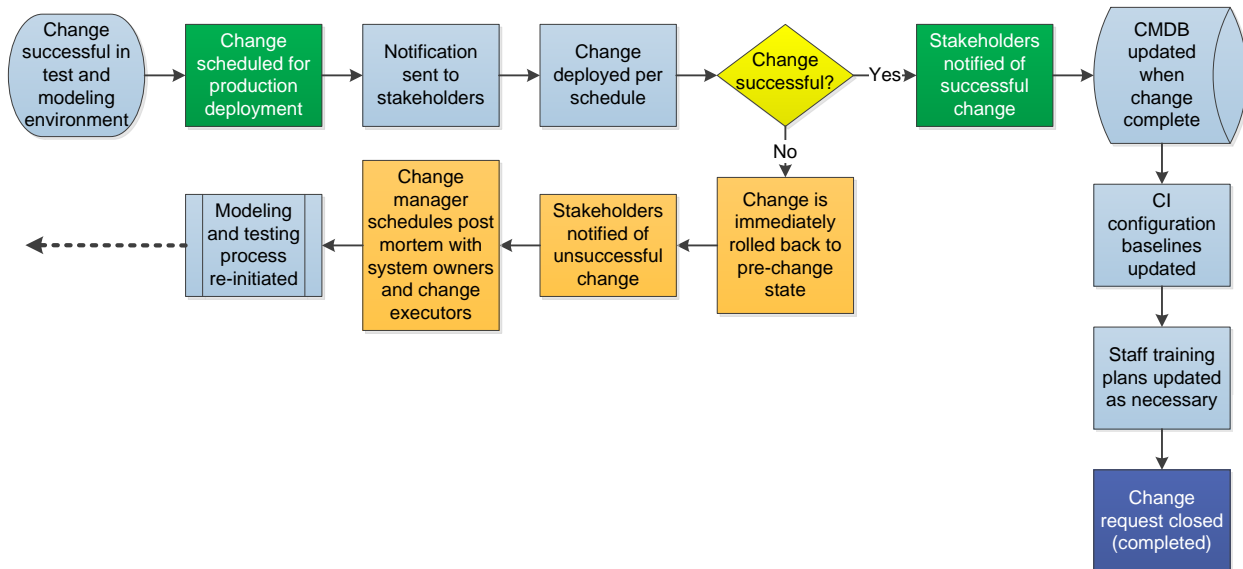 Change
successful in
test and
modeling
environment
Change
scheduled for
production
deployment
Notification
sent to
stakeholders
Change
deployed per
schedule
Change
successful?
Yes
Stakeholders
notified of
successful
change
CMDB
updated
when
change
complete
No
Modeling
and testing
process
re-initiated
Change
manager
schedules post
mortem with
system owners
and change
executors
Stakeholders
notified of
unsuccessful
change
Change is
immediately
rolled back to
pre-change
state
CI
configuration
baselines
updated
Staff training
plans updated
as necessary
Change
request closed
(completed)